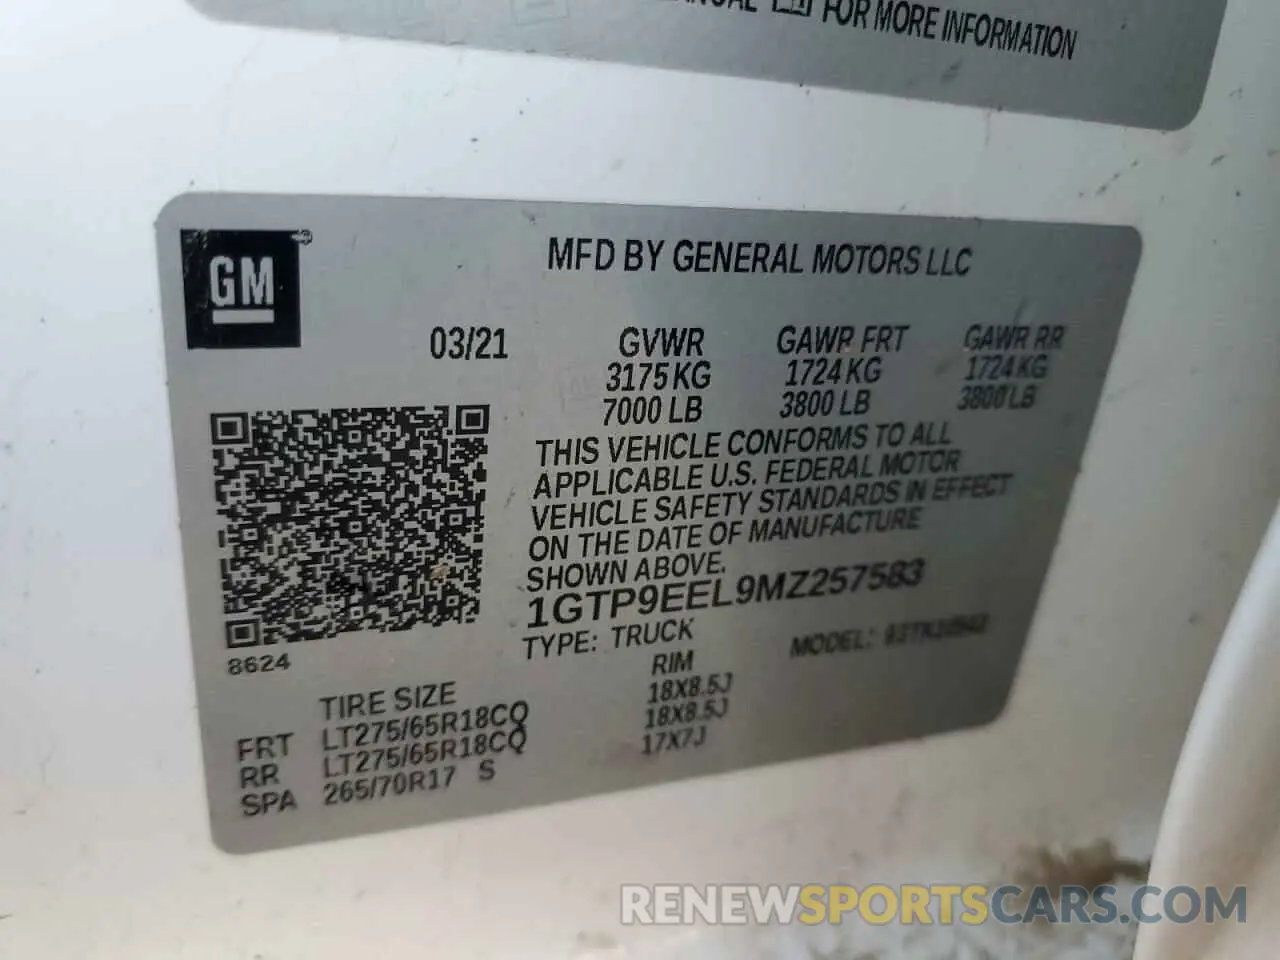 FOR MORE INFORMATION
GM
MFD BY GENERAL MOTORS LLC
03/21
GVWR GAWR FRT GAWR RR
3175 KG 1724 KG 1724 KG
7000 LB 3800 LB 3800 LB
THIS VEHICLE CONFORMS TO ALL
APPLICABLE U.S. FEDERAL MOTOR
VEHICLE SAFETY STANDARDS IN EFFECT
ON THE DATE OF MANUFACTURE
SHOWN ABOVE.
1GTP9EEL9MZ257583
TYPE: TRUCK MODEL:
8624
TIRE SIZE RIM
FRT LT275/65R18CQ 18X8.5J
RR LT275/65R18CQ 18X8.5J
SPA 265/70R17 S 17X7J
RENEWSPORTSCARS.COM